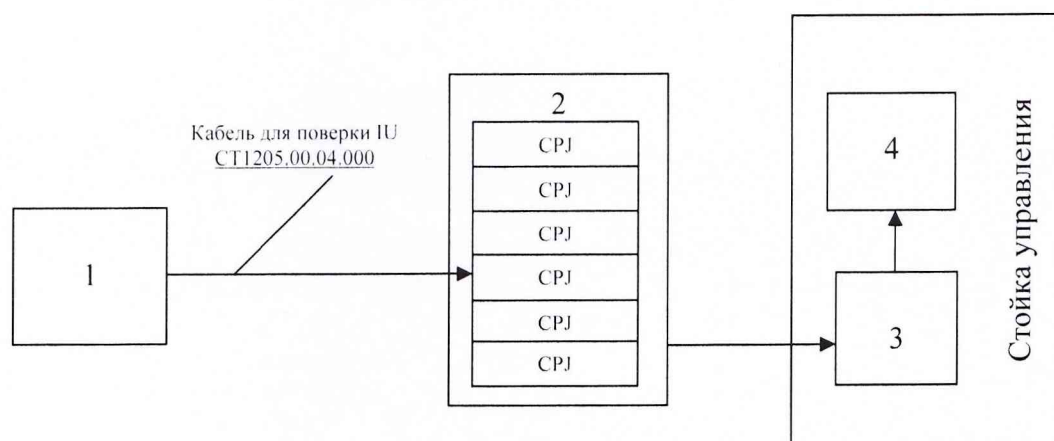 Кабель для поверки IU
СТ1205.00.04.000
1
2
CPJ
CPJ
CPJ
CPJ
CPJ
CPJ
4
3
Стойка управления